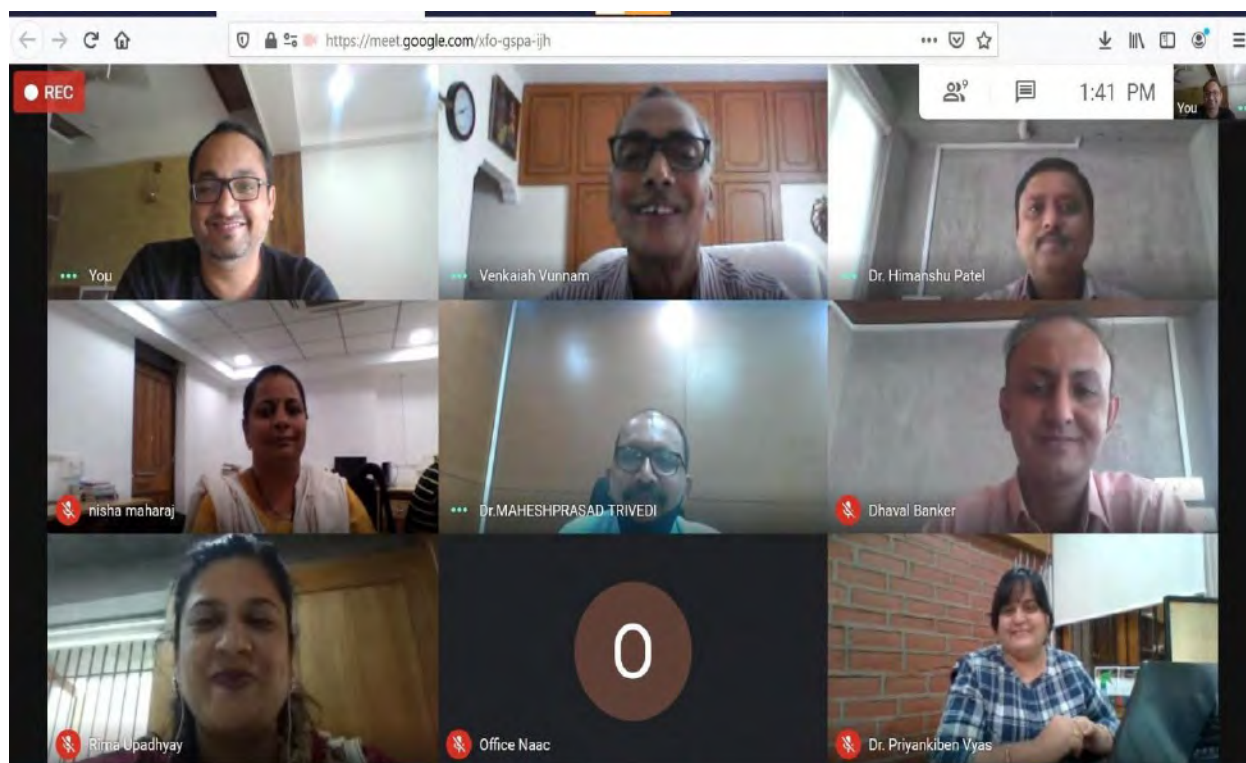 https://meet.google.com/xfo-gspa-ijh
REC
9
1:41 PM
You
You
Venkaiah Vunnam
Dr. Himanshu Patel
nisha maharaj
Dr.MAHESHPRASAD TRIVEDI
Dhaval Banker
Rima Upadhyay
O
Office Naac
Dr. Priyankiben Vyas